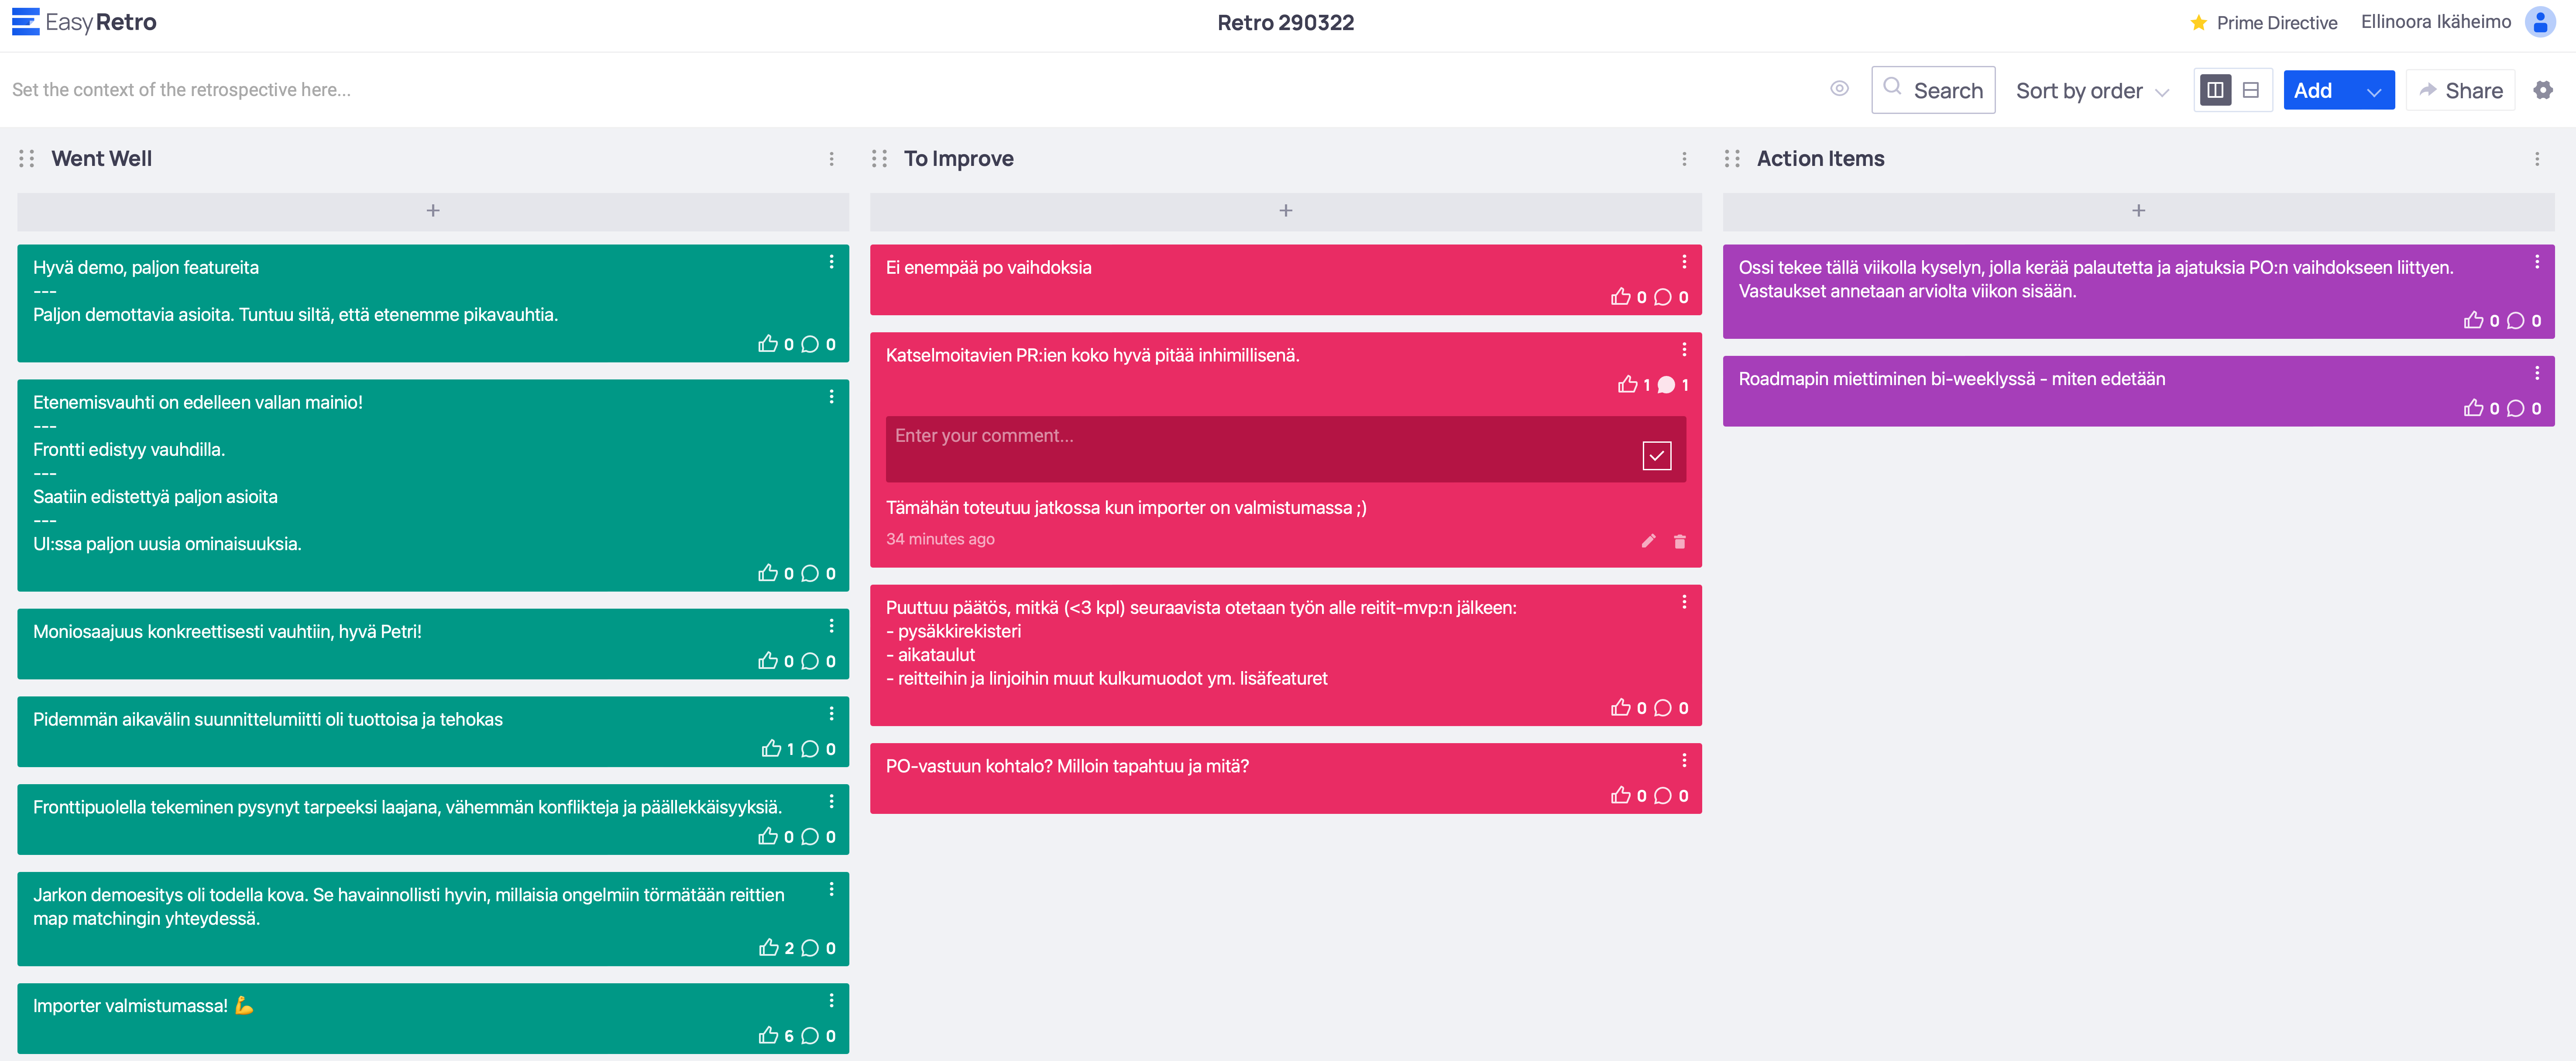 EasyRetro
Retro 290322
Prime Directive
Ellinoora Ikäheimo
Set the context of the retrospective here...
Search
Sort by order
Add
Share
Went Well
+
Hyvä demo, paljon featureita
---
Paljon demottavia asioita. Tuntuu siltä, että etenemme pikavauhtia.
0 0
Etenemisvauhti on edelleen vallan mainio!
---
Frontti edistyy vauhdilla.
---
Saatiin edistettyä paljon asioita
---
UI:ssa paljon uusia ominaisuuksia.
0 0
Moniosaajuus konkreettisesti vauhtiin, hyvä Petri!
0 0
Pidemmän aikavälin suunnittelumiitti oli tuottoisa ja tehokas
1 0
Fronttipuolella tekeminen pysynyt tarpeeksi laajana, vähemmän konflikteja ja päällekkäisyyksiä.
0 0
Jarkon demoesitys oli todella kova. Se havainnollisti hyvin, millaisia ongelmiin törmätään reittien
map matchingin yhteydessä.
2 0
Importer valmistumassa! 💪
6 0
To Improve
+
Ei enempää po vaihdoksia
0 0
Katselmoitavien PR:ien koko hyvä pitää inhimillisenä.
1 1
Enter your comment...
Tämähän toteutuu jatkossa kun importer on valmistumassa ;)
34 minutes ago
Puuttuu päätös, mitkä (<3 kpl) seuraavista otetaan työn alle reitit-mvp:n jälkeen:
- pysäkkirekisteri
- aikataulut
- reitteihin ja linjoihin muut kulkumuodot ym. lisäfeaturet
0 0
PO-vastuun kohtalo? Milloin tapahtuu ja mitä?
0 0
Action Items
+
Ossi tekee tällä viikolla kyselyn, jolla kerää palautetta ja ajatuksia PO:n vaihdokseen liittyen.
Vastaukset annetaan arviolta viikon sisään.
0 0
Roadmapin miettiminen bi-weeklyssä - miten edetään
0 0